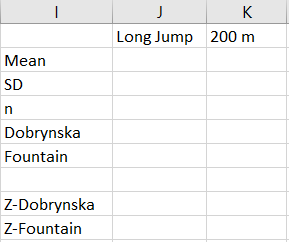 I J K
Long Jump 200 m
Mean
SD
n
Dobrynska
Fountain
Z-Dobrynska
Z-Fountain